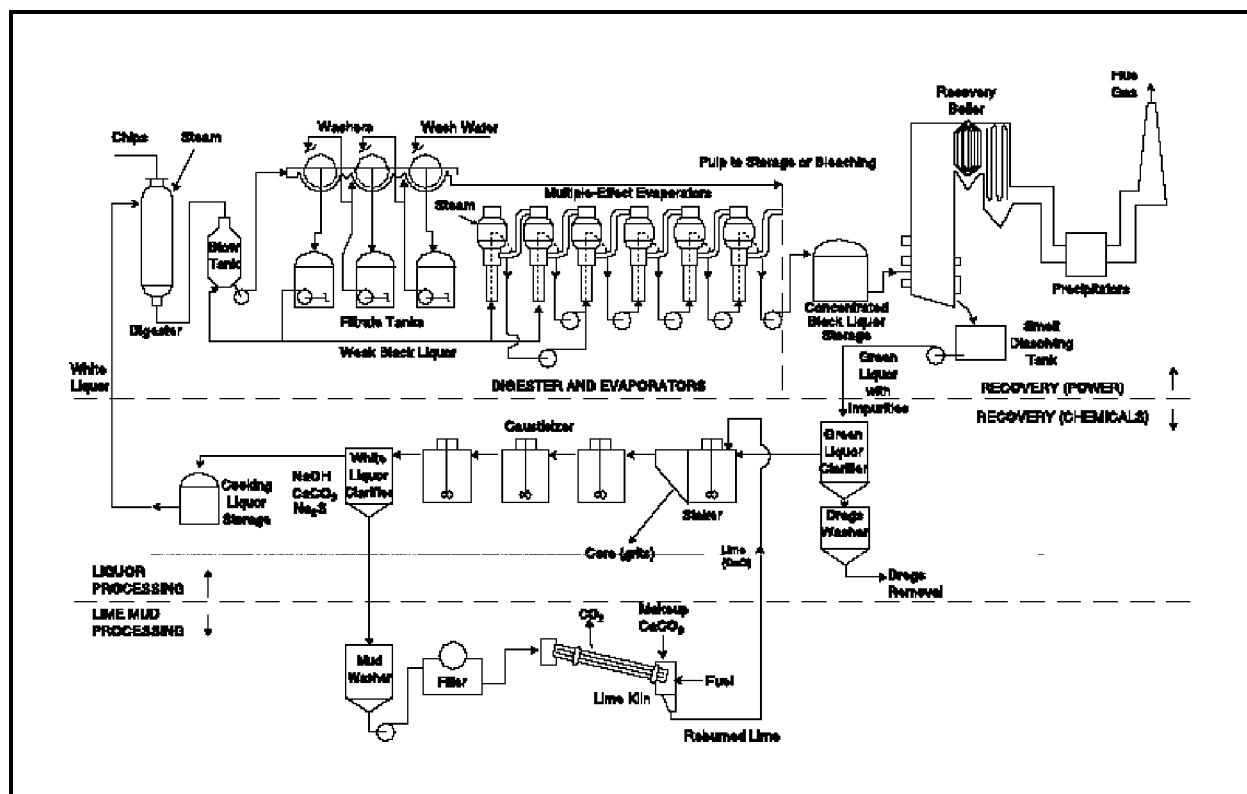 Flue
Gas
Recovery
Boiler
Chips
Steam
Washers
Wash Water
Pulp to Storage or Bleaching
Multiple-Effect Evaporators
Steam
Blow
Tank
Digester
Filtrate Tanks
Weak Black Liquor
Concentrated
Black Liquor
Storage
Precipitators
Smelt
Dissolving
Tank
White
Liquor
DIGESTER AND EVAPORATORS
Green
Liquor
with
Impurities
RECOVERY (POWER)
RECOVERY (CHEMICALS)
Causticizer
White
Liquor
Clarifier
NaOH
CaCO3
Na2S
Cooking
Liquor
Storage
Slaker
Green
Liquor
Clarifier
Dregs
Washer
Core (grits)
Lime
(CaO)
Dregs
Removal
LIQUOR
PROCESSING
LIME MUD
PROCESSING
CO2
Makeup
CaCO3
Mud
Washer
Filter
Fuel
Lime Kiln
Reburned Lime